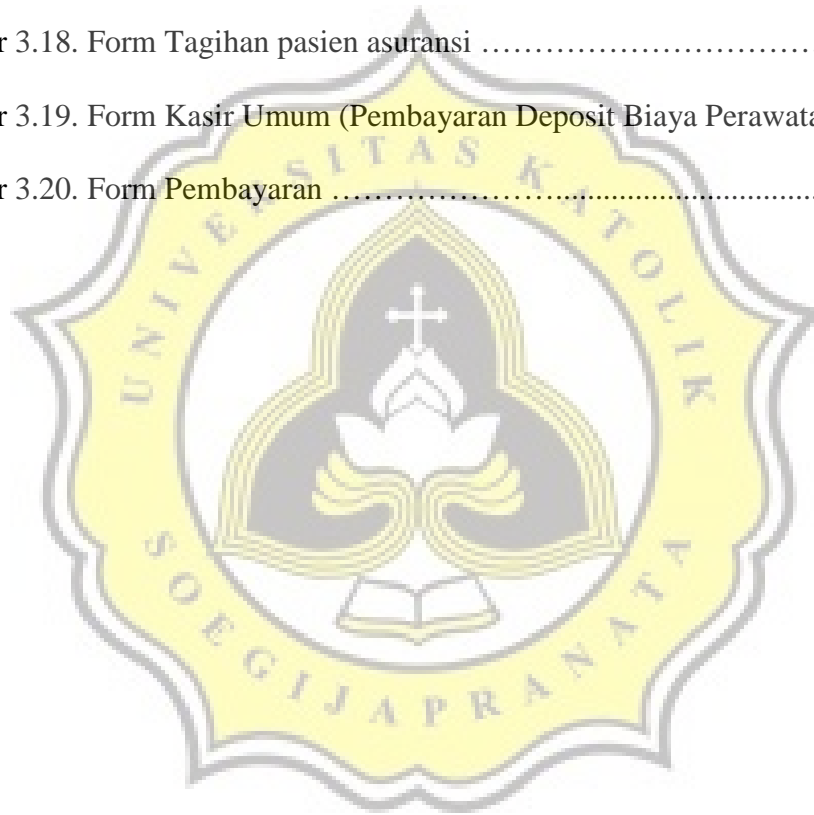 r 3.18. Form Tagihan pasien asuransi ……………………………
r 3.19. Form Kasir Umum (Pembayaran Deposit Biaya Perawata
r 3.20. Form Pembayaran ………………….…...................................
UNIVERSITAS KATOLIK
SOEGIJAPRANATA